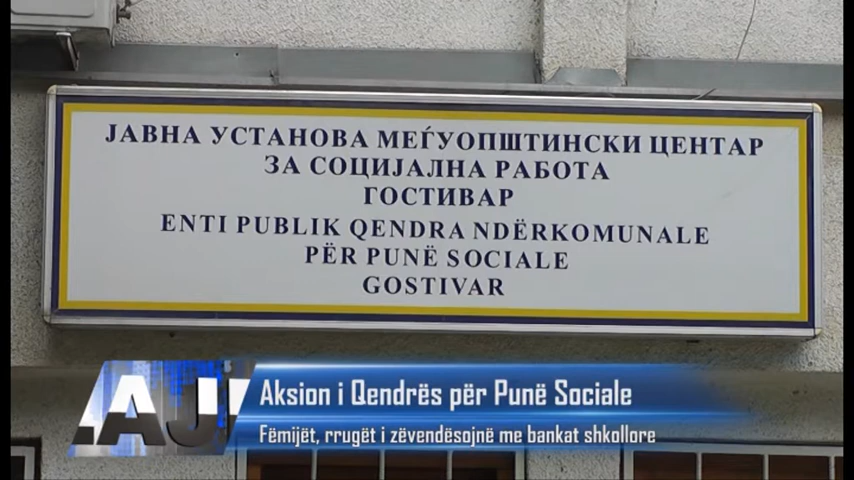 ЈАВНА УСТАНОВА МЕЃУОПШТИНСКИ ЦЕНТАР
ЗА СОЦИЈАЛНА РАБОТА
ГОСТИВАР
ENTI PUBLIK QENDRA NDËRKOMUNALE
PËR PUNË SOCIALE
GOSTIVAR
Aksion i Qendrës për Punë Sociale
Fëmijët, rrugët i zëvendësojnë me bankat shkollore